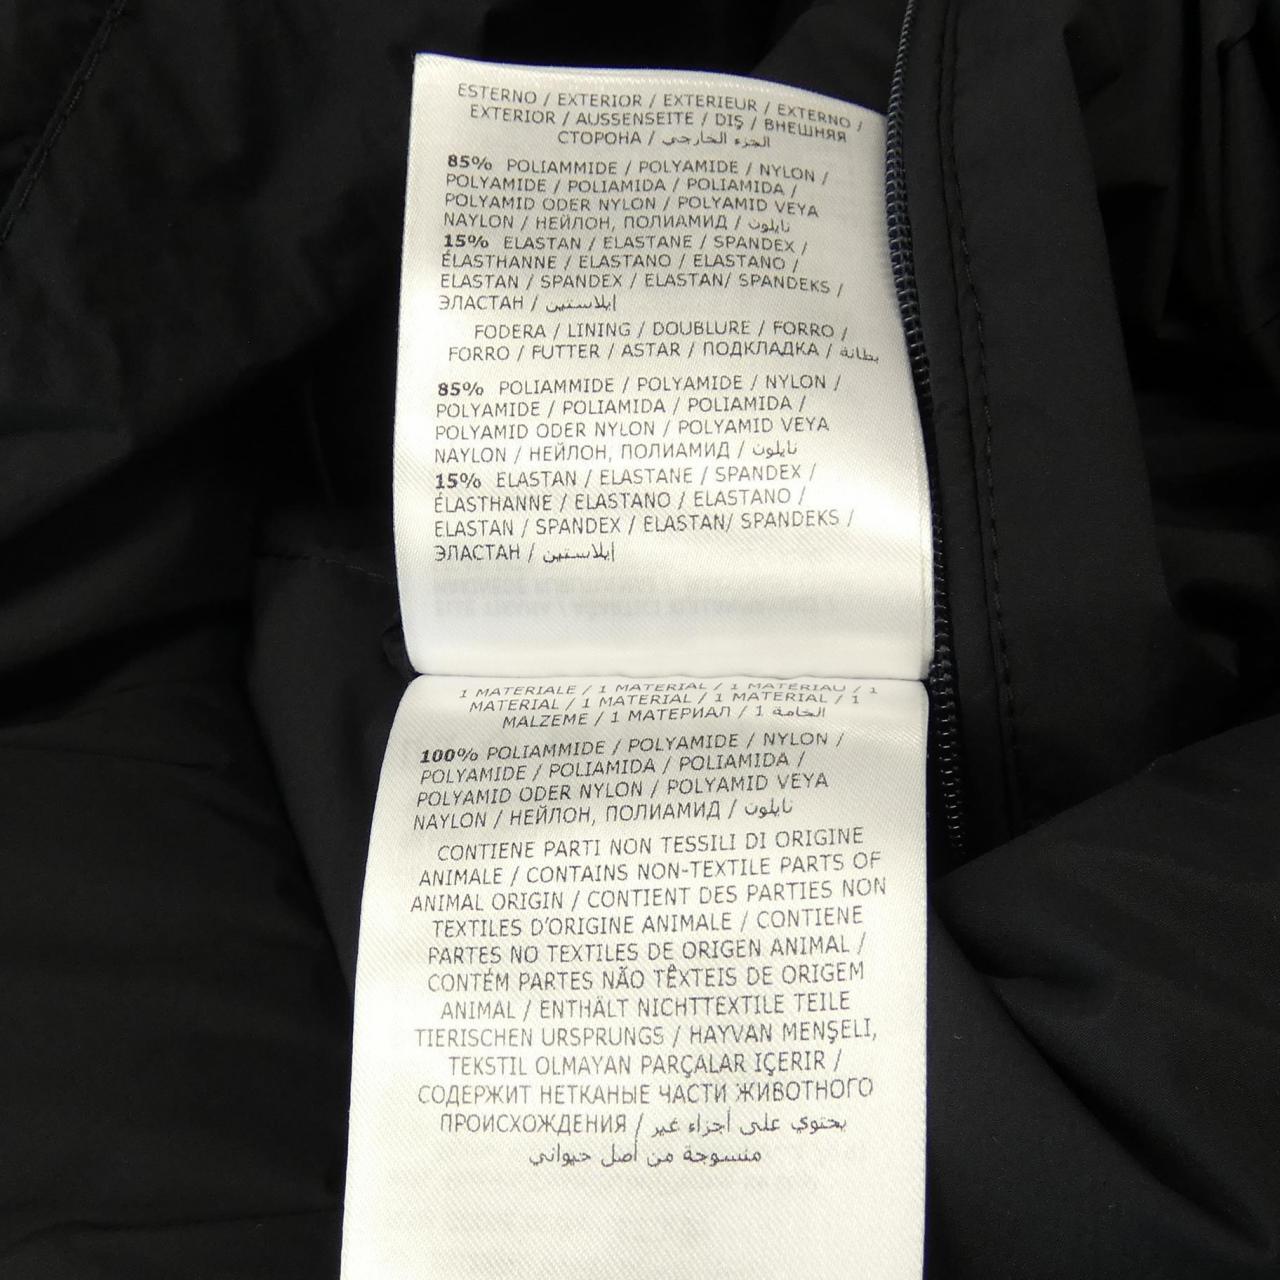 ESTERNO / EXTERIOR / EXTERIEUR / EXTERNO /
EXTERIOR / AUSSENSEITE / DIŞ / ВНЕШНЯЯ
СТОРОНА / الجزء الخارجي
85% POLIAMMIDE / POLYAMIDE / NYLON /
POLYAMIDE / POLIAMIDA / POLIAMIDA /
POLYAMID ODER NYLON / POLYAMID VEYA
NAYLON / НЕЙЛОН, ПОЛИАМИД / نايلون
15% ELASTAN / ELASTANE / SPANDEX /
ÉLASTHANNE / ELASTANO / ELASTANO /
ELASTAN / SPANDEX / ELASTAN/ SPANDEKS /
ЭЛАСТАН / إيلاستين
FODERA / LINING / DOUBLURE / FORRO /
FORRO / FUTTER / ASTAR / ПОДКЛАДКА / بطانة
85% POLIAMMIDE / POLYAMIDE / NYLON /
POLYAMIDE / POLIAMIDA / POLIAMIDA /
POLYAMID ODER NYLON / POLYAMID VEYA
NAYLON / НЕЙЛОН, ПОЛИАМИД / نايلون
15% ELASTAN / ELASTANE / SPANDEX /
ÉLASTHANNE / ELASTANO / ELASTANO /
ELASTAN / SPANDEX / ELASTAN/ SPANDEKS /
ЭЛАСТАН / إيلاستين
1 MATERIALE / 1 MATERIAL / 1 MATERIAU / 1
MATERIAL / 1 MATERIAL / 1 MATERIAL / 1
MALZEME / 1 МАТЕРИАЛ / 1 الخامة
100% POLIAMMIDE / POLYAMIDE / NYLON /
POLYAMIDE / POLIAMIDA / POLIAMIDA /
POLYAMID ODER NYLON / POLYAMID VEYA
NAYLON / НЕЙЛОН, ПОЛИАМИД / نايلون
CONTIENE PARTI NON TESSILI DI ORIGINE
ANIMALE / CONTAINS NON-TEXTILE PARTS OF
ANIMAL ORIGIN / CONTIENT DES PARTIES NON
TEXTILES D'ORIGINE ANIMALE / CONTIENE
PARTES NO TEXTILES DE ORIGEN ANIMAL /
CONTÉM PARTES NÃO TÊXTEIS DE ORIGEM
ANIMAL / ENTHÄLT NICHTTEXTILE TEILE
TIERISCHEN URSPRUNGS / HAYVAN MENŞELİ,
TEKSTIL OLMAYAN PARÇALAR IÇERIR /
СОДЕРЖИТ НЕТКАНЫЕ ЧАСТИ ЖИВОТНОГО
ПРОИСХОЖДЕНИЯ / يحتوي على أجزاء غير
منسوجة من أصل حيواني